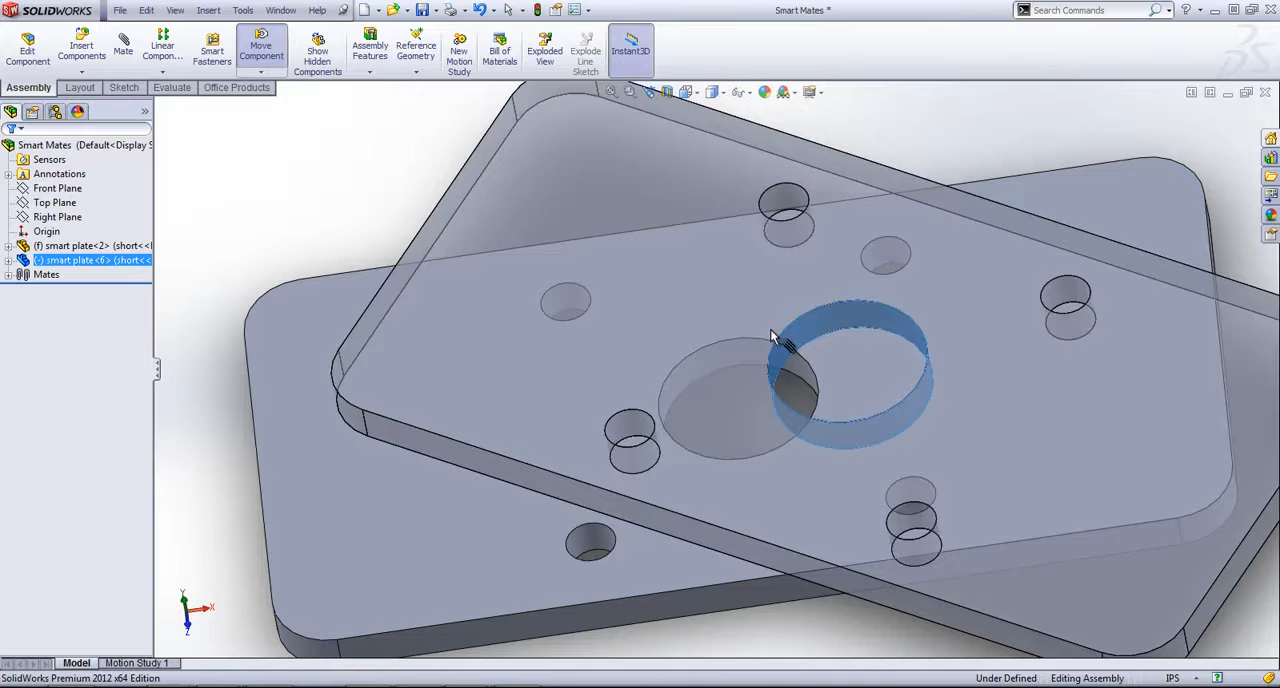 SOLIDWORKS File Edit View Insert Tools Window Help Smart Mates * Search Commands
Edit Component
Insert Components
Mate
Linear Compon...
Smart Fasteners
Move Component
Show Hidden Components
Assembly Features
Reference Geometry
New Motion Study
Bill of Materials
Exploded View
Explode Line Sketch
Instant3D
Assembly Layout Sketch Evaluate Office Products
Smart Mates (Default<Display S
Sensors
Annotations
Front Plane
Top Plane
Right Plane
Origin
(f) smart plate<2> (short<<
(-) smart plate<6> (short<<
Mates
Y
X
Z
Model Motion Study 1
SolidWorks Premium 2012 x64 Edition Under Defined Editing Assembly IPS